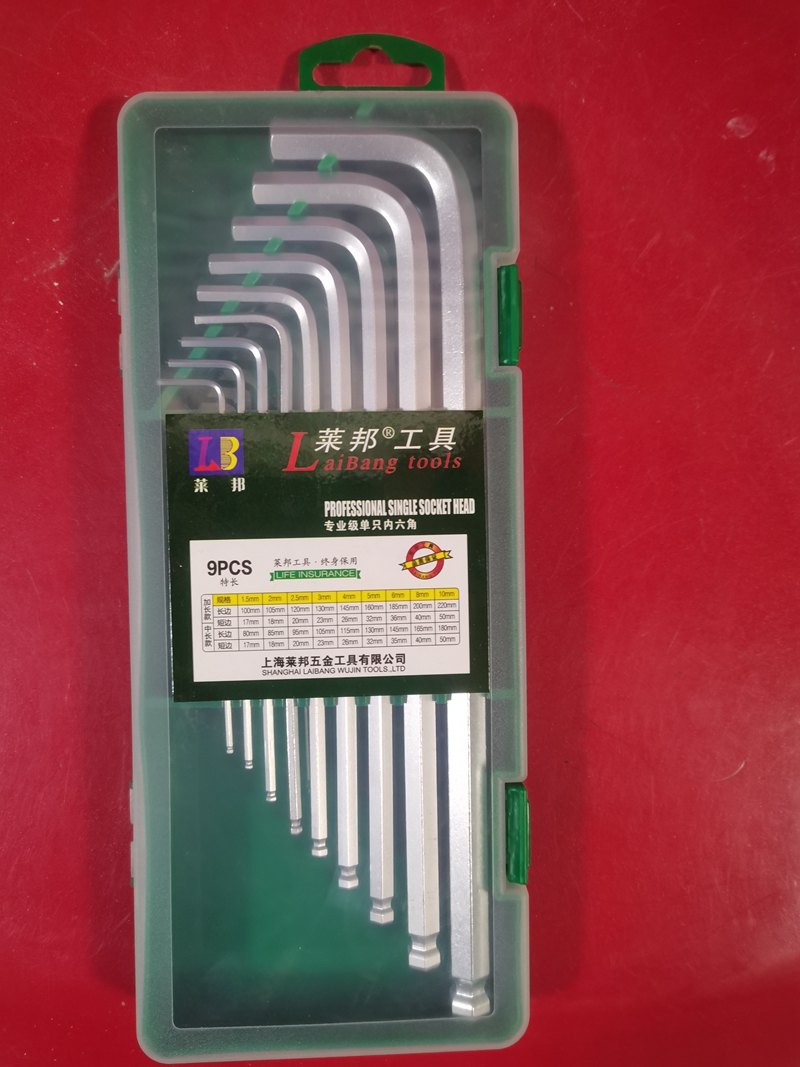 LB
莱邦
莱邦®工具
LaiBang tools
PROFESSIONAL SINGLE SOCKET HEAD
专业级单只内六角
9PCS
特长
莱邦工具·终身保用
LIFE INSURANCE
规格 1.5mm 2mm 2.5mm 3mm 4mm 5mm 6mm 8mm 10mm
长边 100mm 105mm 120mm 130mm 145mm 160mm 185mm 200mm 220mm
短边 17mm 18mm 20mm 23mm 26mm 32mm 36mm 40mm 50mm
长边 80mm 85mm 95mm 105mm 115mm 130mm 145mm 165mm 180mm
短边 17mm 18mm 20mm 23mm 26mm 32mm 35mm 40mm 50mm
上海莱邦五金工具有限公司
SHANGHAI LAIBANG WUJIN TOOLS.,LTD